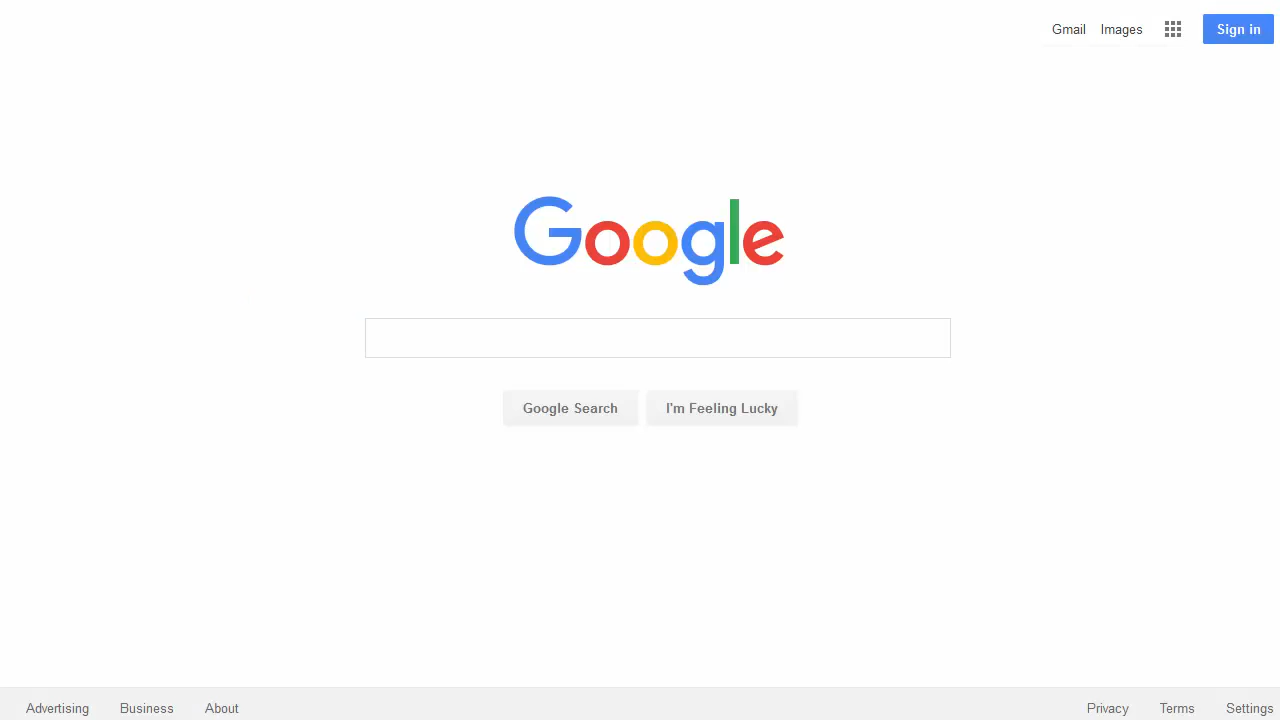 Gmail Images Sign in
Google
Google Search I'm Feeling Lucky
Advertising Business About Privacy Terms Settings